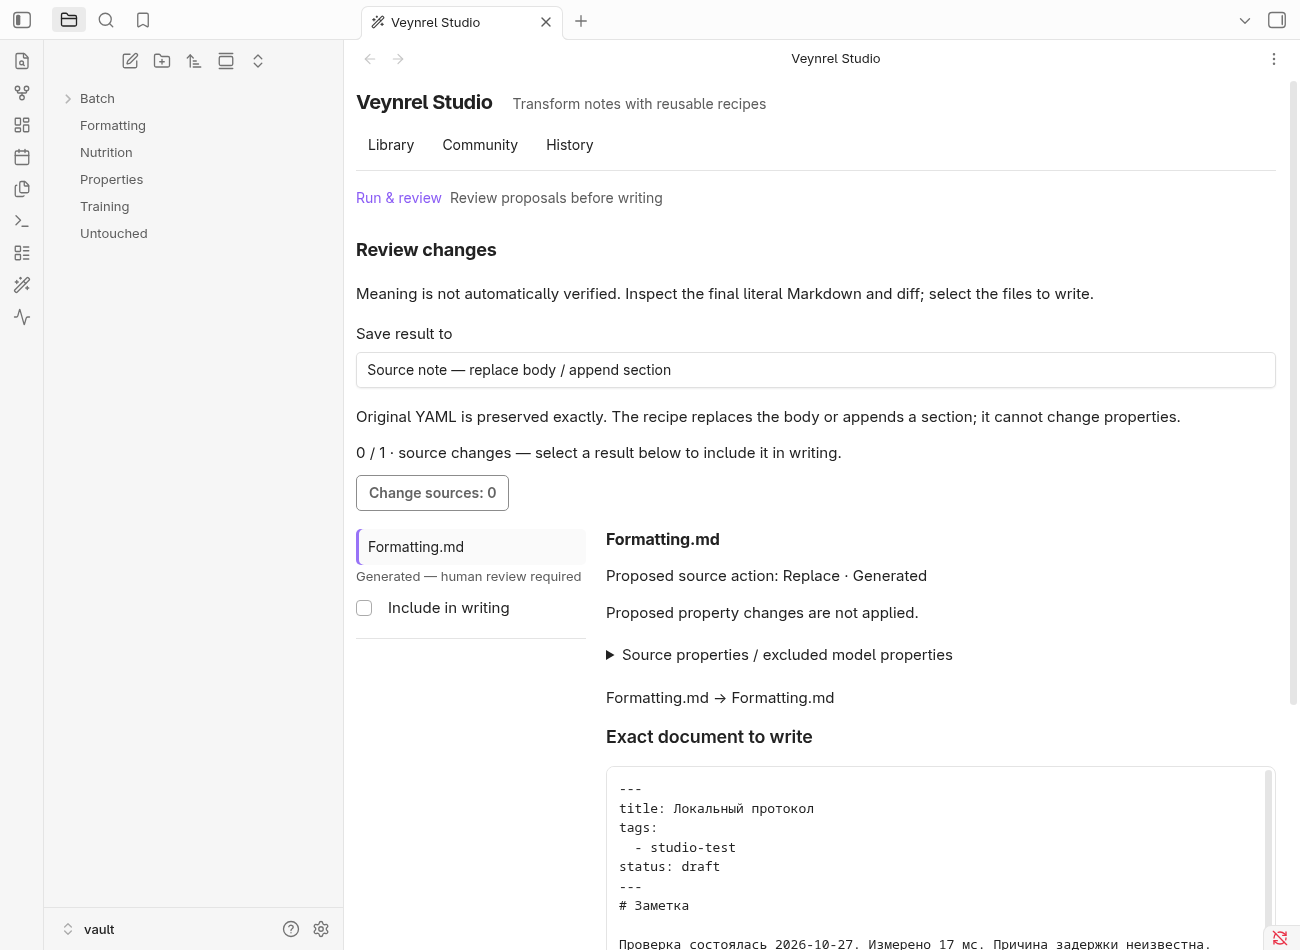 Veynrel Studio
Veynrel Studio
Batch
Formatting
Nutrition
Properties
Training
Untouched
vault
Veynrel Studio Transform notes with reusable recipes
Library Community History
Run & review Review proposals before writing
Review changes
Meaning is not automatically verified. Inspect the final literal Markdown and diff; select the files to write.
Save result to
Source note — replace body / append section
Original YAML is preserved exactly. The recipe replaces the body or appends a section; it cannot change properties.
0 / 1 · source changes — select a result below to include it in writing.
Change sources: 0
Formatting.md
Generated — human review required
Include in writing
Formatting.md
Proposed source action: Replace · Generated
Proposed property changes are not applied.
Source properties / excluded model properties
Formatting.md → Formatting.md
Exact document to write
---
title: Локальный протокол
tags:
  - studio-test
status: draft
---
# Заметка
Проверка состоялась 2026-10-27. Измерено 17 мс. Причина задержки неизвестна.